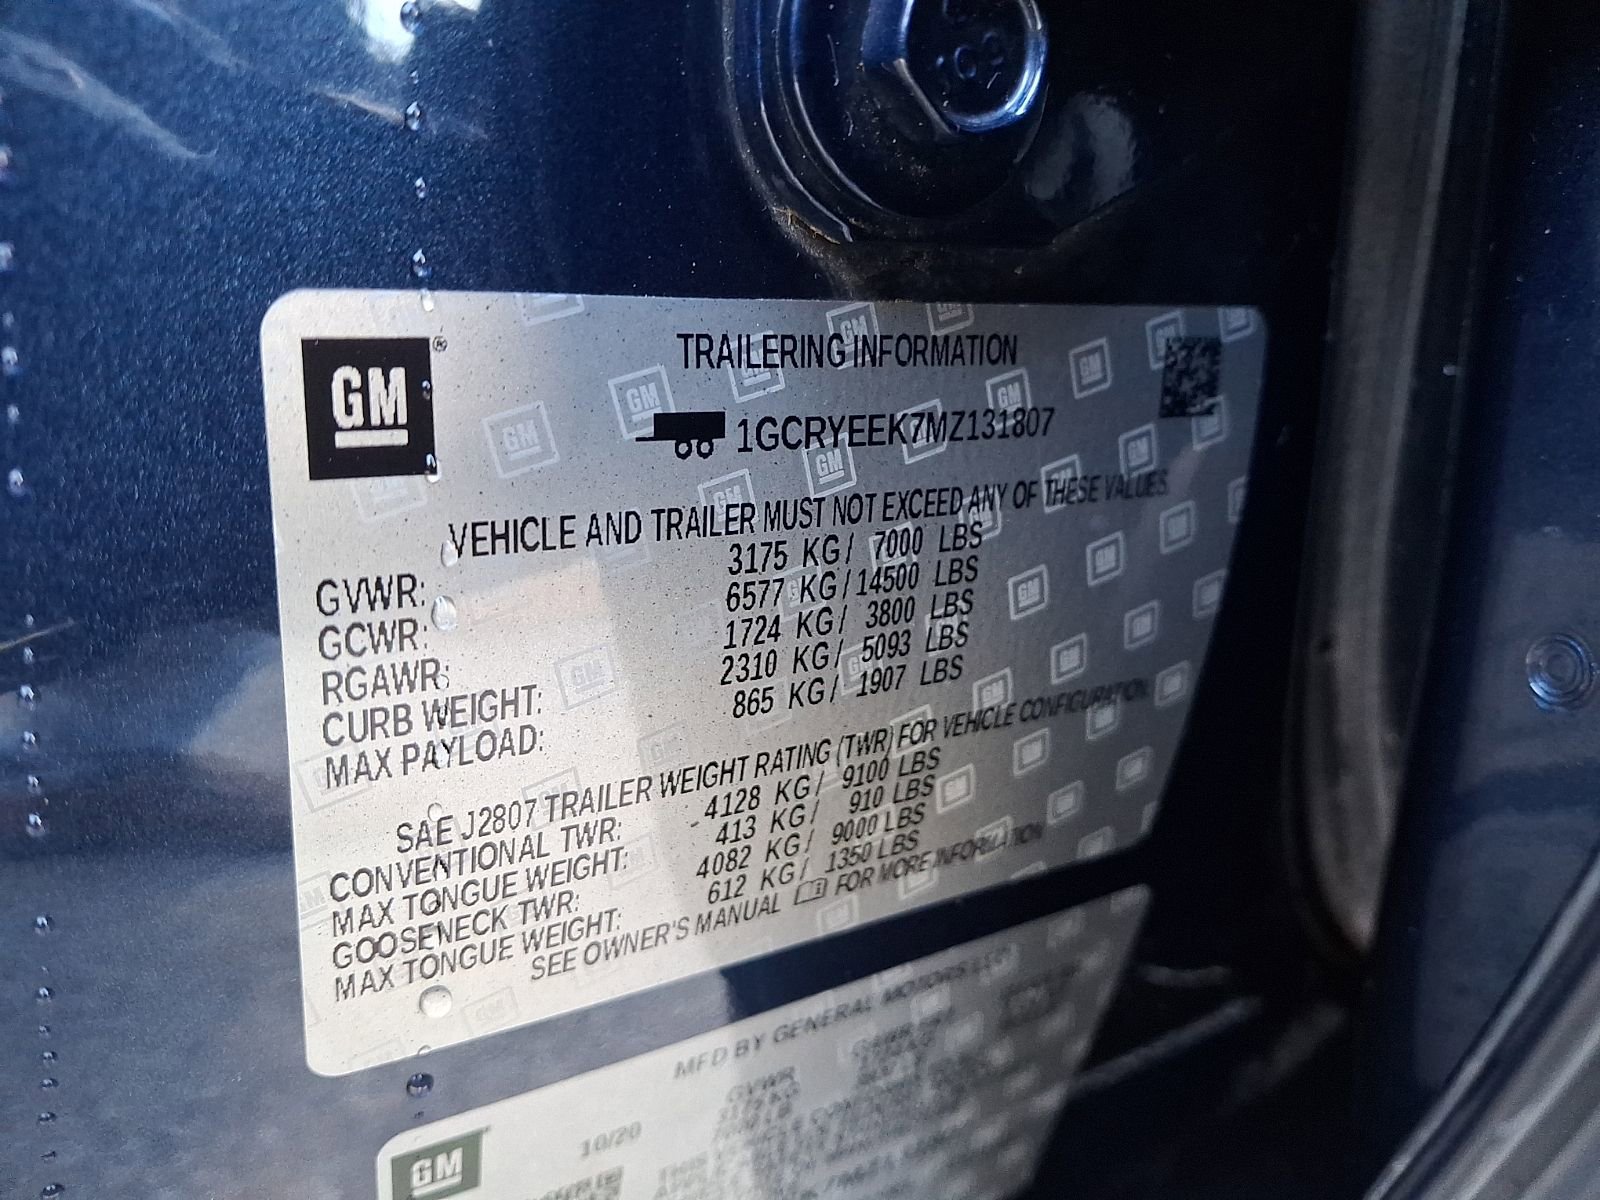 109
GM®
TRAILERING INFORMATION
1GCRYEEK7MZ131807
VEHICLE AND TRAILER MUST NOT EXCEED ANY OF THESE VALUES
GVWR: 3175 KG/ 7000 LBS
GCWR: 6577 KG/14500 LBS
RGAWR: 1724 KG/ 3800 LBS
CURB WEIGHT: 2310 KG/ 5093 LBS
MAX PAYLOAD: 865 KG/ 1907 LBS
SAE J2807 TRAILER WEIGHT RATING (TWR) FOR VEHICLE CONFIGURATION
CONVENTIONAL TWR: 4128 KG/ 9100 LBS
MAX TONGUE WEIGHT: 413 KG/ 910 LBS
GOOSENECK TWR: 4082 KG/ 9000 LBS
MAX TONGUE WEIGHT: 612 KG/ 1350 LBS
SEE OWNER'S MANUAL FOR MORE INFORMATION
MFD BY GENERAL MOTORS LLC
GVWR
10/20
GM